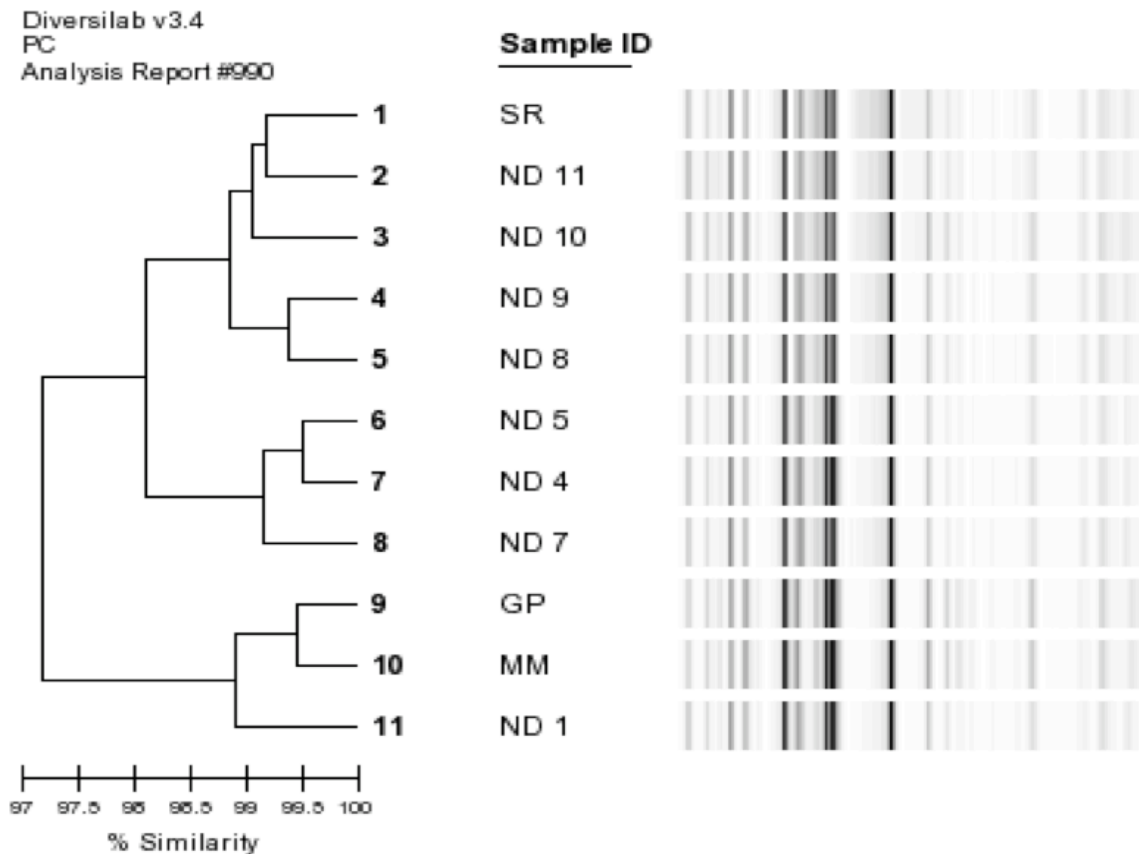 Diversilab v3.4
PC
Analysis Report #990
Sample ID
1 SR
2 ND 11
3 ND 10
4 ND 9
5 ND 8
6 ND 5
7 ND 4
8 ND 7
9 GP
10 MM
11 ND 1
97 97.5 98 98.5 99 99.5 100
% Similarity